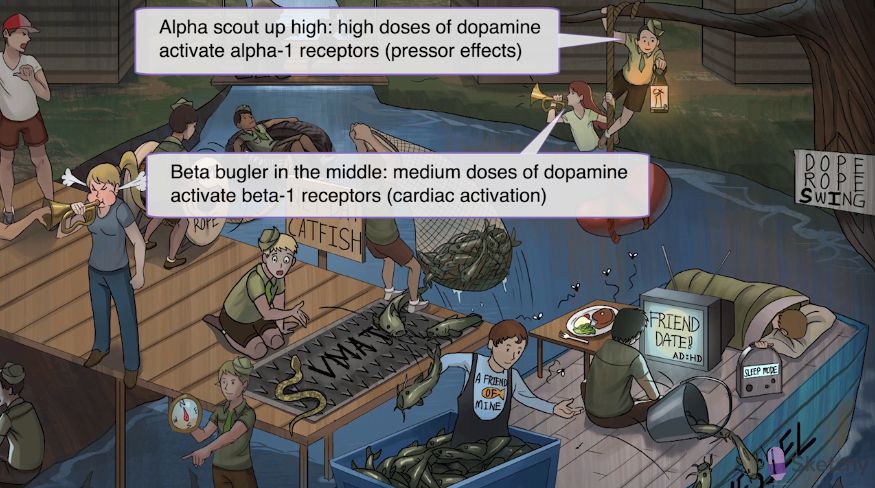 Alpha scout up high: high doses of dopamine
activate alpha-1 receptors (pressor effects)
Beta bugler in the middle: medium doses of dopamine
activate beta-1 receptors (cardiac activation)
DOPE
ROPE
SWING
ROPE
CATFISH
VMAT
FRIEND
DATE!
AD:HD
SLEEP MODE
A FRIEND
OF
MINE
Sketchy